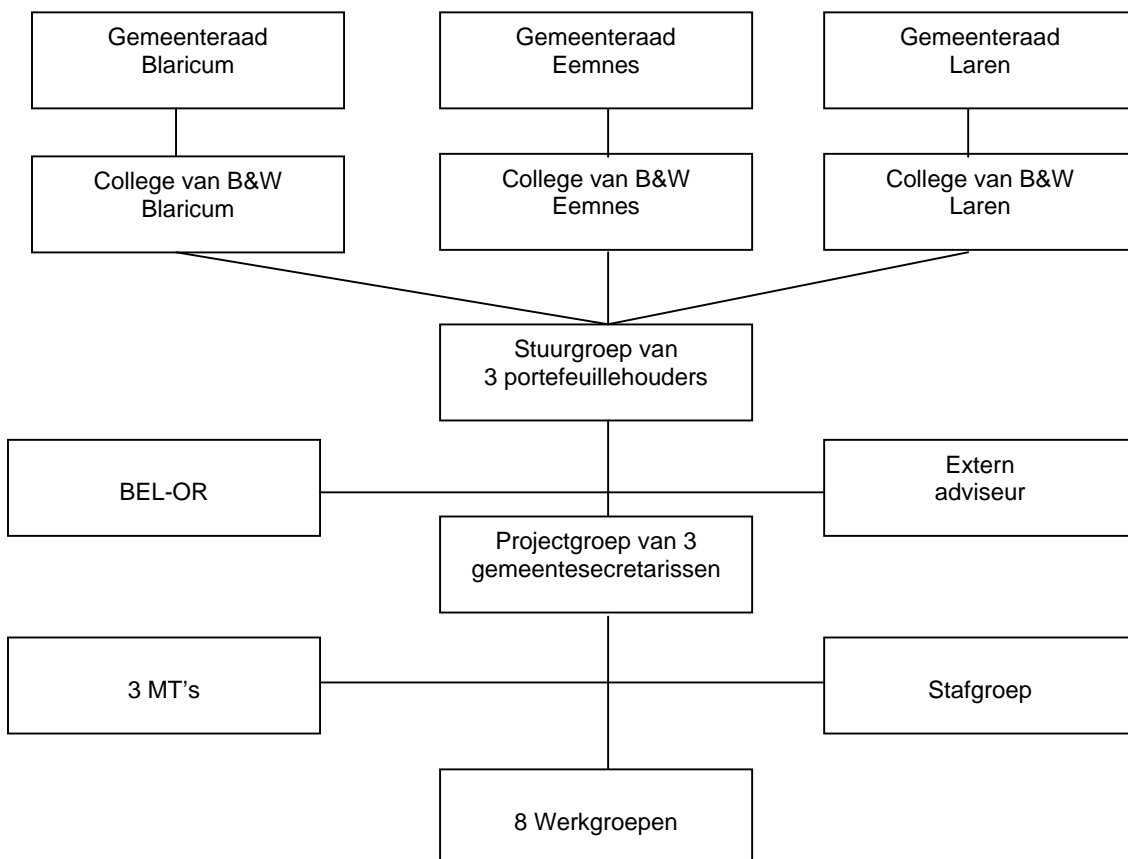 Gemeenteraad
Blaricum
Gemeenteraad
Eemnes
Gemeenteraad
Laren
College van B&W
Blaricum
College van B&W
Eemnes
College van B&W
Laren
Stuurgroep van
3 portefeuillehouders
BEL-OR
Extern
adviseur
Projectgroep van 3
gemeentesecretarissen
3 MT’s
Stafgroep
8 Werkgroepen